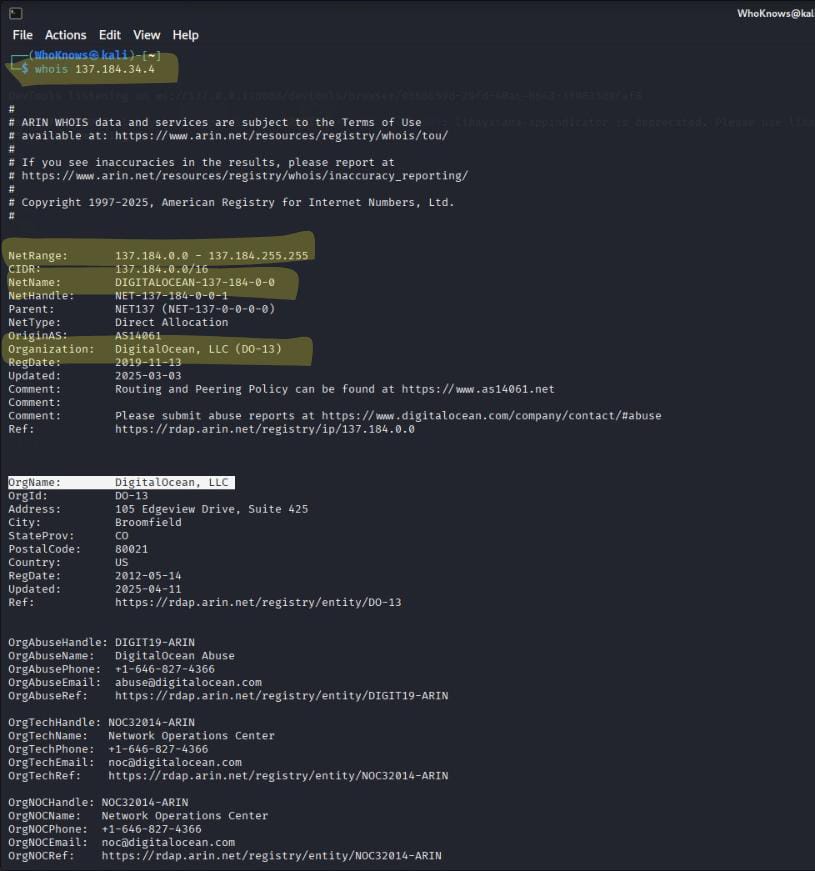 WhoKnows@kal
File Actions Edit View Help
(WhoKnows㉿kali)-[~]
$ whois 137.184.34.4
#
# ARIN WHOIS data and services are subject to the Terms of Use
# available at: https://www.arin.net/resources/registry/whois/tou/
#
# If you see inaccuracies in the results, please report at
# https://www.arin.net/resources/registry/whois/inaccuracy_reporting/
#
# Copyright 1997-2025, American Registry for Internet Numbers, Ltd.
#
NetRange: 137.184.0.0 - 137.184.255.255
CIDR: 137.184.0.0/16
NetName: DIGITALOCEAN-137-184-0-0
NetHandle: NET-137-184-0-0-1
Parent: NET137 (NET-137-0-0-0-0)
NetType: Direct Allocation
OriginAS: AS14061
Organization: DigitalOcean, LLC (DO-13)
RegDate: 2019-11-13
Updated: 2025-03-03
Comment: Routing and Peering Policy can be found at https://www.as14061.net
Comment:
Comment: Please submit abuse reports at https://www.digitalocean.com/company/contact/#abuse
Ref: https://rdap.arin.net/registry/ip/137.184.0.0
OrgName: DigitalOcean, LLC
OrgId: DO-13
Address: 105 Edgeview Drive, Suite 425
City: Broomfield
StateProv: CO
PostalCode: 80021
Country: US
RegDate: 2012-05-14
Updated: 2025-04-11
Ref: https://rdap.arin.net/registry/entity/DO-13
OrgAbuseHandle: DIGIT19-ARIN
OrgAbuseName: DigitalOcean Abuse
OrgAbusePhone: +1-646-827-4366
OrgAbuseEmail: abuse@digitalocean.com
OrgAbuseRef: https://rdap.arin.net/registry/entity/DIGIT19-ARIN
OrgTechHandle: NOC32014-ARIN
OrgTechName: Network Operations Center
OrgTechPhone: +1-646-827-4366
OrgTechEmail: noc@digitalocean.com
OrgTechRef: https://rdap.arin.net/registry/entity/NOC32014-ARIN
OrgNOCHandle: NOC32014-ARIN
OrgNOCName: Network Operations Center
OrgNOCPhone: +1-646-827-4366
OrgNOCEmail: noc@digitalocean.com
OrgNOCRef: https://rdap.arin.net/registry/entity/NOC32014-ARIN